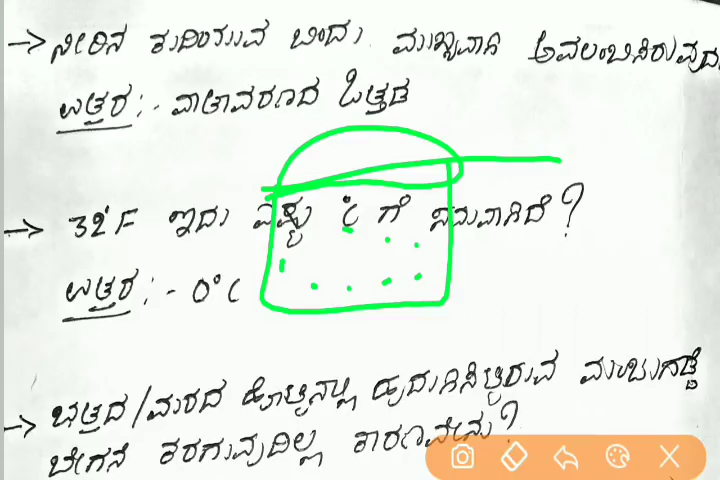 → ನೀರಿನ ಕುದಿಯುವ ಬಿಂದು ಮುಖ್ಯವಾಗಿ ಅವಲಂಬಿಸಿರುವುದು
ಉತ್ತರ :- ವಾತಾವರಣದ ಒತ್ತಡ
→ 32°F ಇದು ಎಷ್ಟು °C ಗೆ ಸಮವಾಗಿದೆ ?
ಉತ್ತರ :- 0°C
→ ಭತ್ತದ / ಮರದ ಹೊಟ್ಟಿನಲ್ಲಿ ಹುದುಗಿಸಿಟ್ಟಿರುವ ಮಂಜುಗಡ್ಡೆ
ಬೇಗನೆ ಕರಗುವುದಿಲ್ಲ ಕಾರಣವೇನು ?